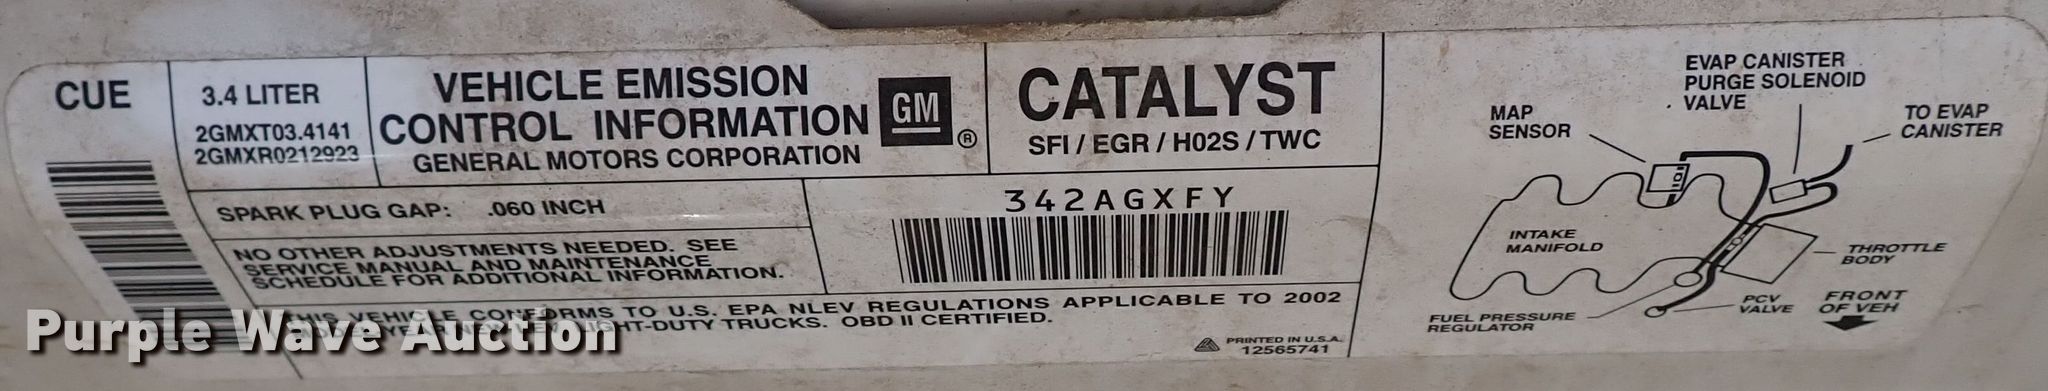 CUE
3.4 LITER
2GMXT03.4141
2GMXR0212923
VEHICLE EMISSION
CONTROL INFORMATION
GENERAL MOTORS CORPORATION
GM
®
CATALYST
SFI / EGR / H02S / TWC
SPARK PLUG GAP: .060 INCH
NO OTHER ADJUSTMENTS NEEDED. SEE
SERVICE MANUAL AND MAINTENANCE
SCHEDULE FOR ADDITIONAL INFORMATION.
342AGXFY
THIS VEHICLE CONFORMS TO U.S. EPA NLEV REGULATIONS APPLICABLE TO 2002
LIGHT-DUTY TRUCKS. OBD II CERTIFIED.
PRINTED IN U.S.A.
12565741
EVAP CANISTER
PURGE SOLENOID
VALVE
MAP
SENSOR
TO EVAP
CANISTER
INTAKE
MANIFOLD
THROTTLE
BODY
PCV
VALVE
FRONT
OF VEH
FUEL PRESSURE
REGULATOR
Purple Wave Auction